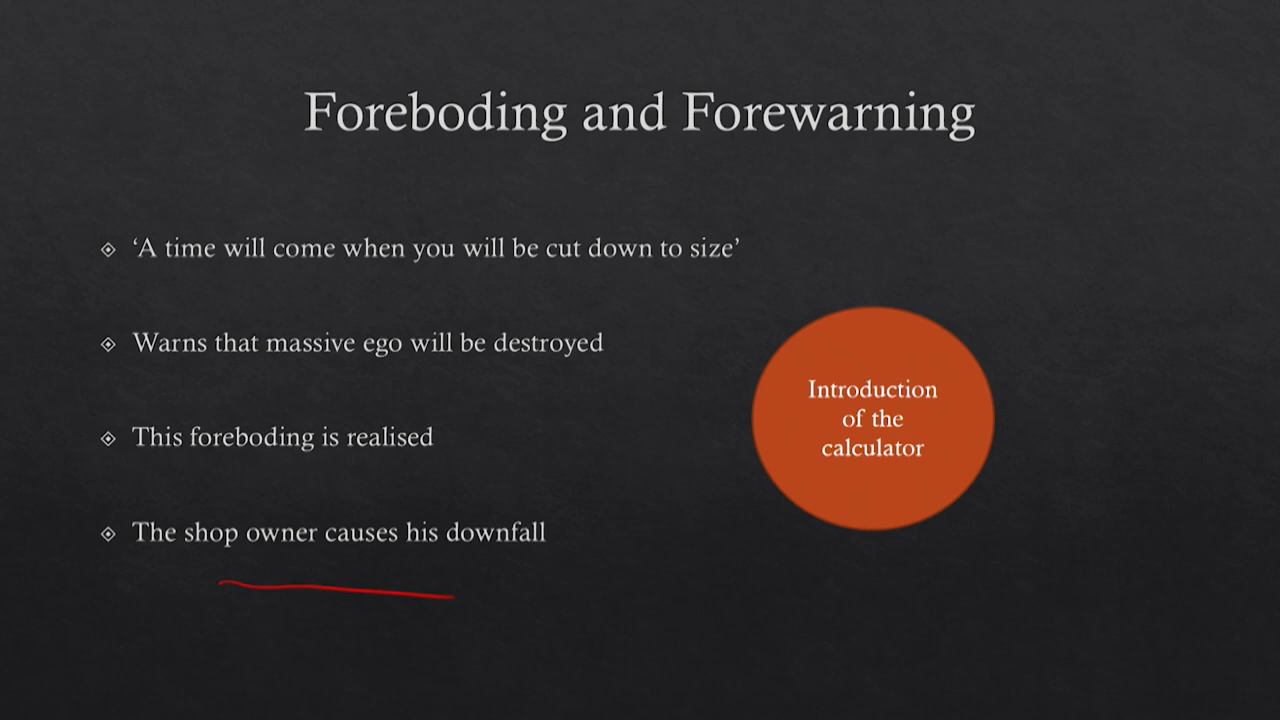 Foreboding and Forewarning
‘A time will come when you will be cut down to size’
Warns that massive ego will be destroyed
This foreboding is realised
The shop owner causes his downfall
Introduction
of the
calculator